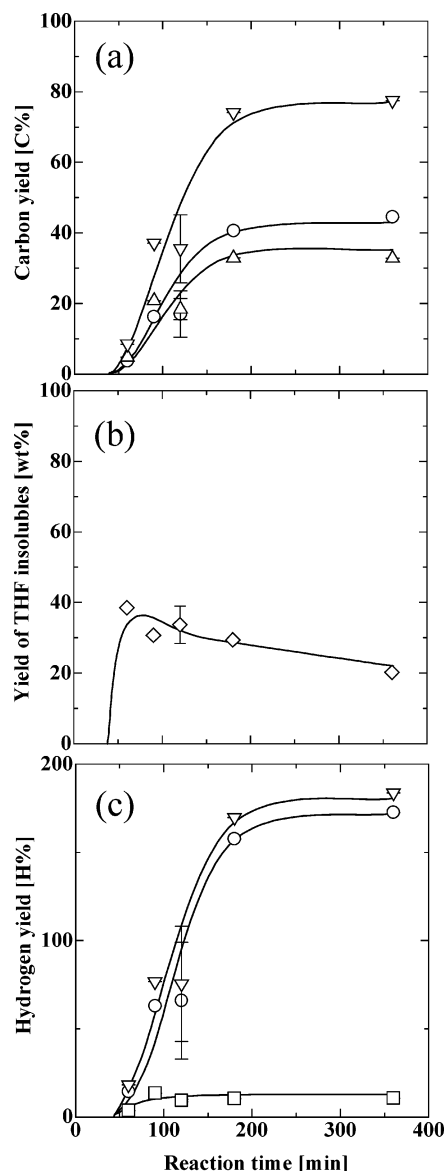 100
(a)
80
60
40
20
0
Carbon yield [C%]
100
(b)
80
60
40
20
0
Yield of THF insolubles [wt%]
200
(c)
100
0
Hydrogen yield [H%]
0 100 200 300 400
Reaction time [min]